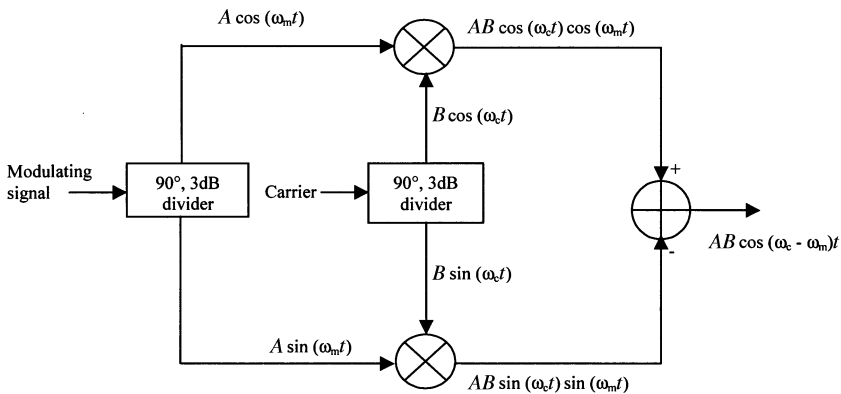 A cos (ωmt)
AB cos (ωct) cos (ωmt)
B cos (ωct)
Modulating
signal
90°, 3dB
divider
Carrier
90°, 3dB
divider
+
-
AB cos (ωc - ωm)t
B sin (ωct)
A sin (ωmt)
AB sin (ωct) sin (ωmt)